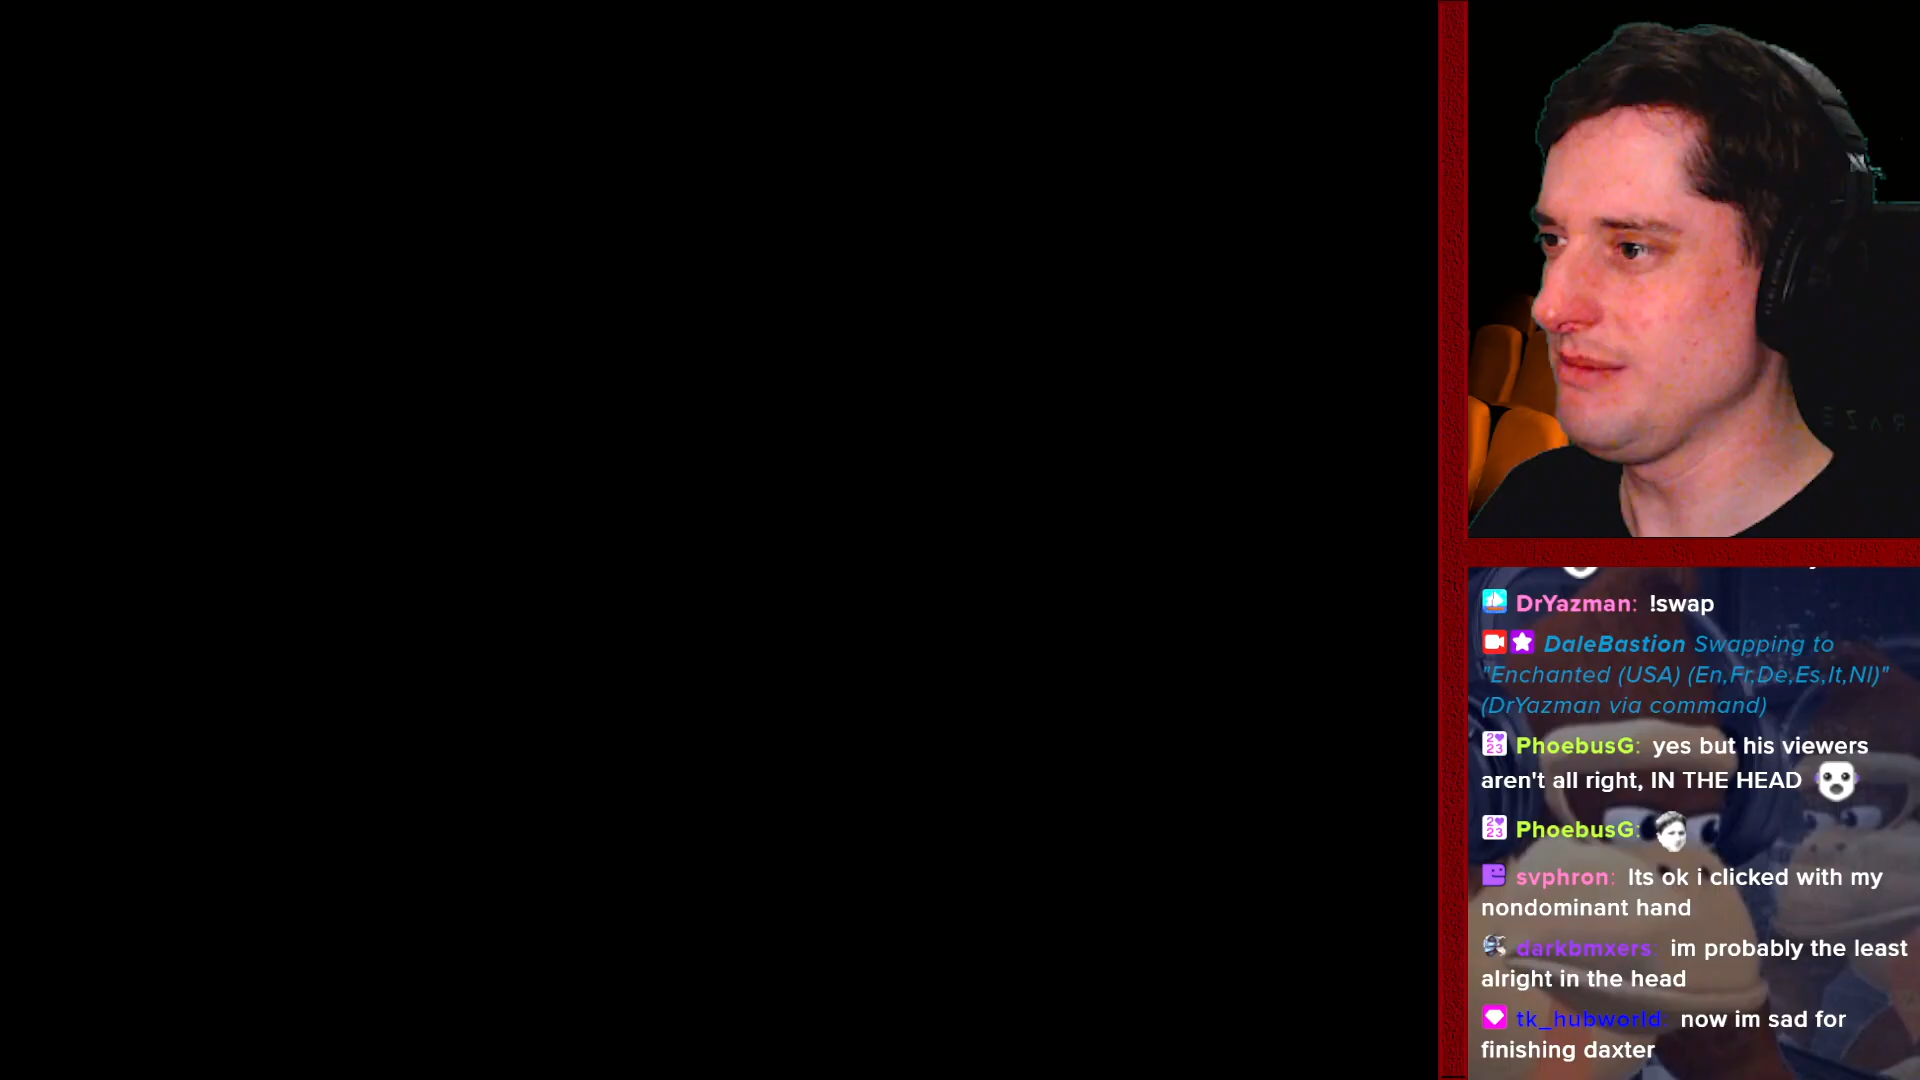 RAZE
DrYazman: !swap
DaleBastion Swapping to
"Enchanted (USA) (En,Fr,De,Es,It,Nl)"
(DrYazman via command)
PhoebusG: yes but his viewers
aren't all right, IN THE HEAD
PhoebusG:
svphron: Its ok i clicked with my
nondominant hand
darkbmxers: im probably the least
alright in the head
tk_hubworld: now im sad for
finishing daxter